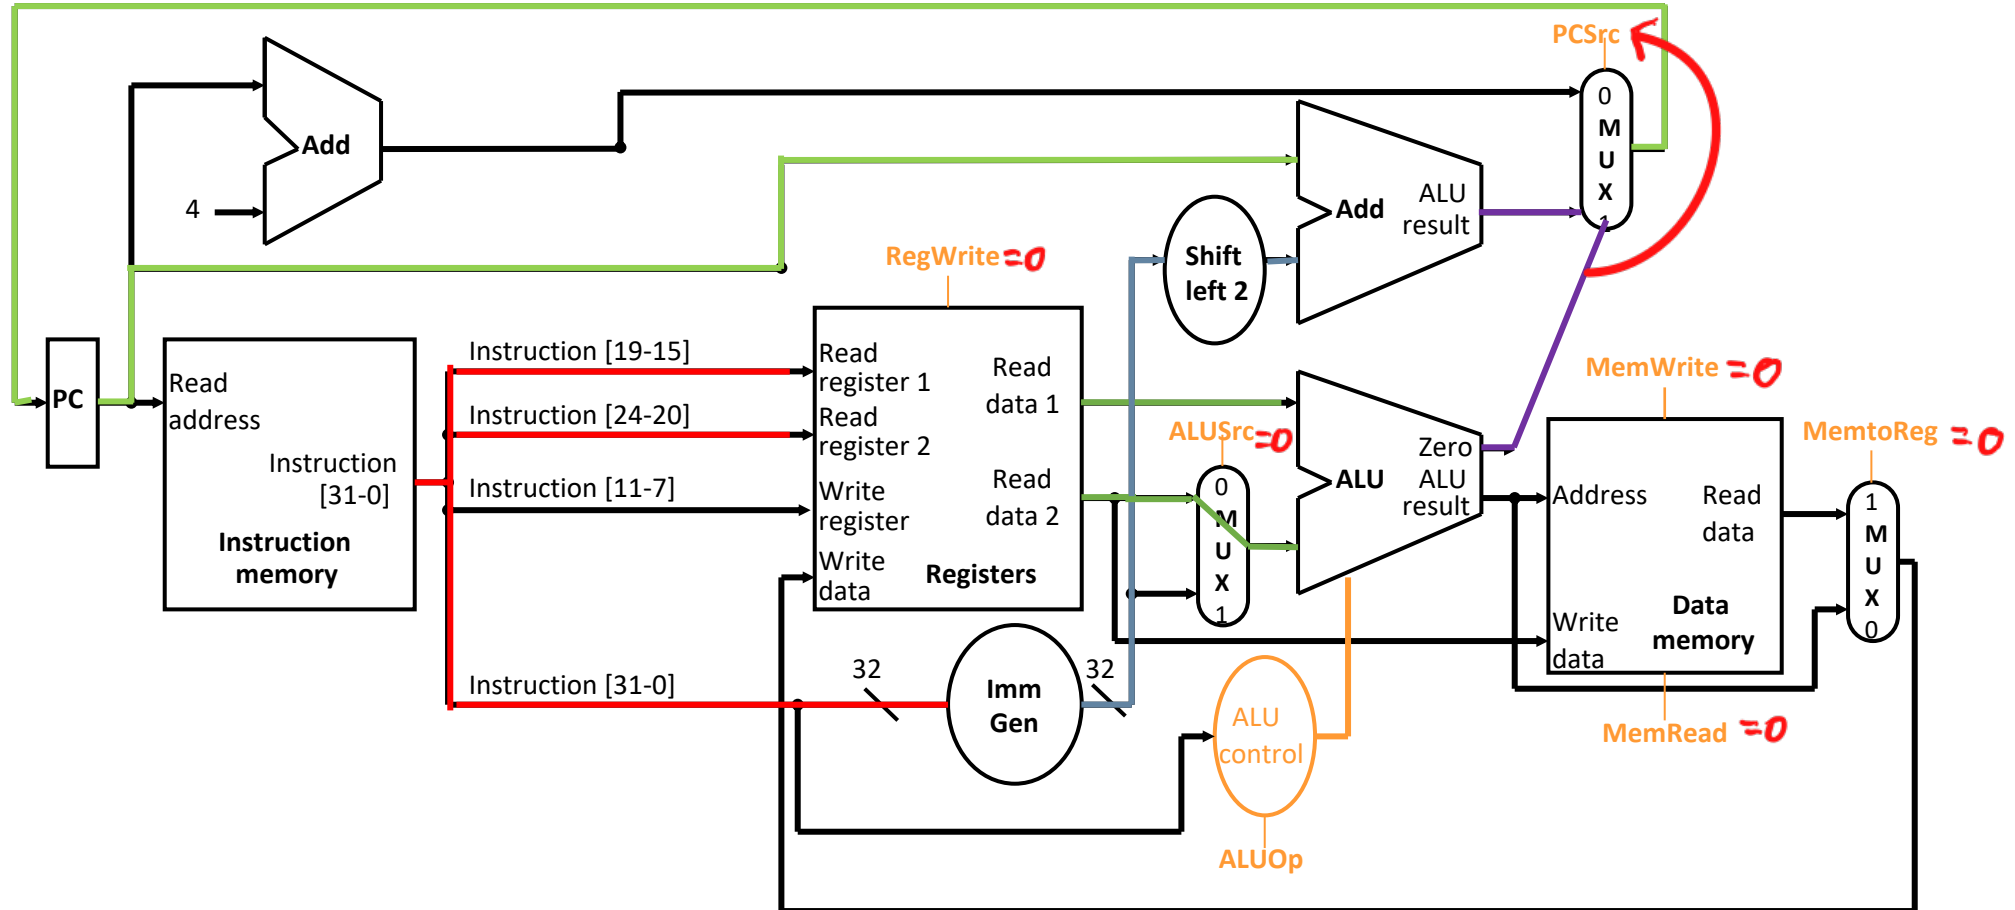 PCSrc
0
M
U
X
1
Add
4
Add
ALU
result
Shift
left 2
RegWrite =0
Instruction [19-15]
Instruction [24-20]
Instruction [11-7]
Instruction [31-0]
PC
Read
address
Instruction
[31-0]
Instruction
memory
Read
register 1
Read
register 2
Write
register
Write
data
Read
data 1
Read
data 2
Registers
ALUSrc=0
0
M
U
X
1
Zero
ALU
ALU
result
MemWrite =0
Address
Read
data
Write
data
Data
memory
MemtoReg =0
1
M
U
X
0
MemRead =0
32
Imm
Gen
32
ALU
control
ALUOp